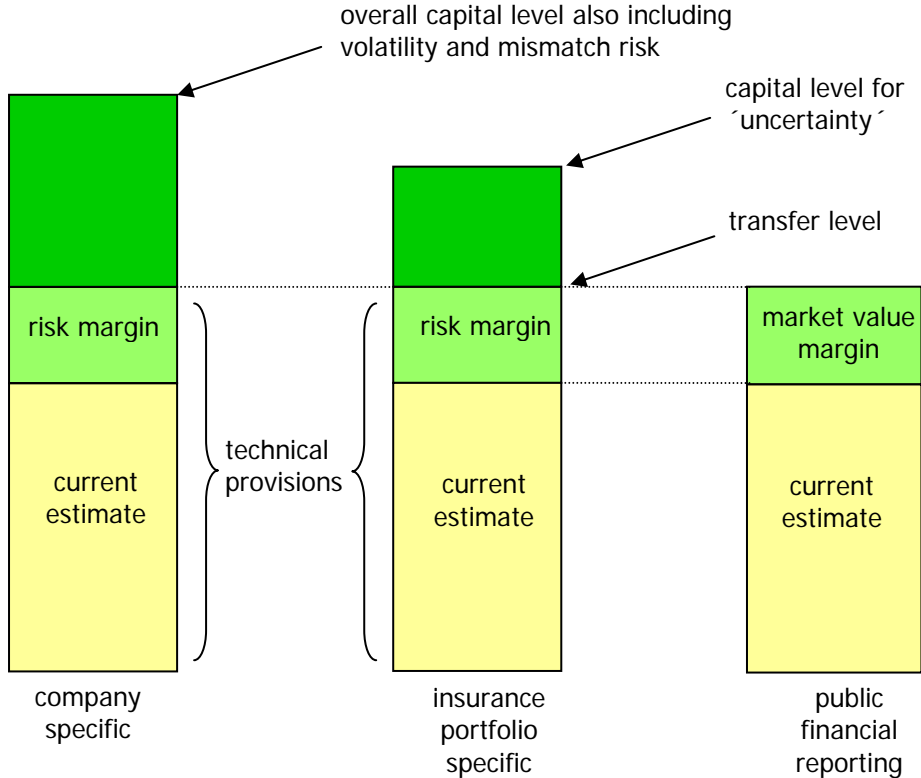 overall capital level also including
volatility and mismatch risk
capital level for
´uncertainty´
transfer level
risk margin
risk margin
market value
margin
technical
provisions
current
estimate
current
estimate
current
estimate
company
specific
insurance
portfolio
specific
public
financial
reporting